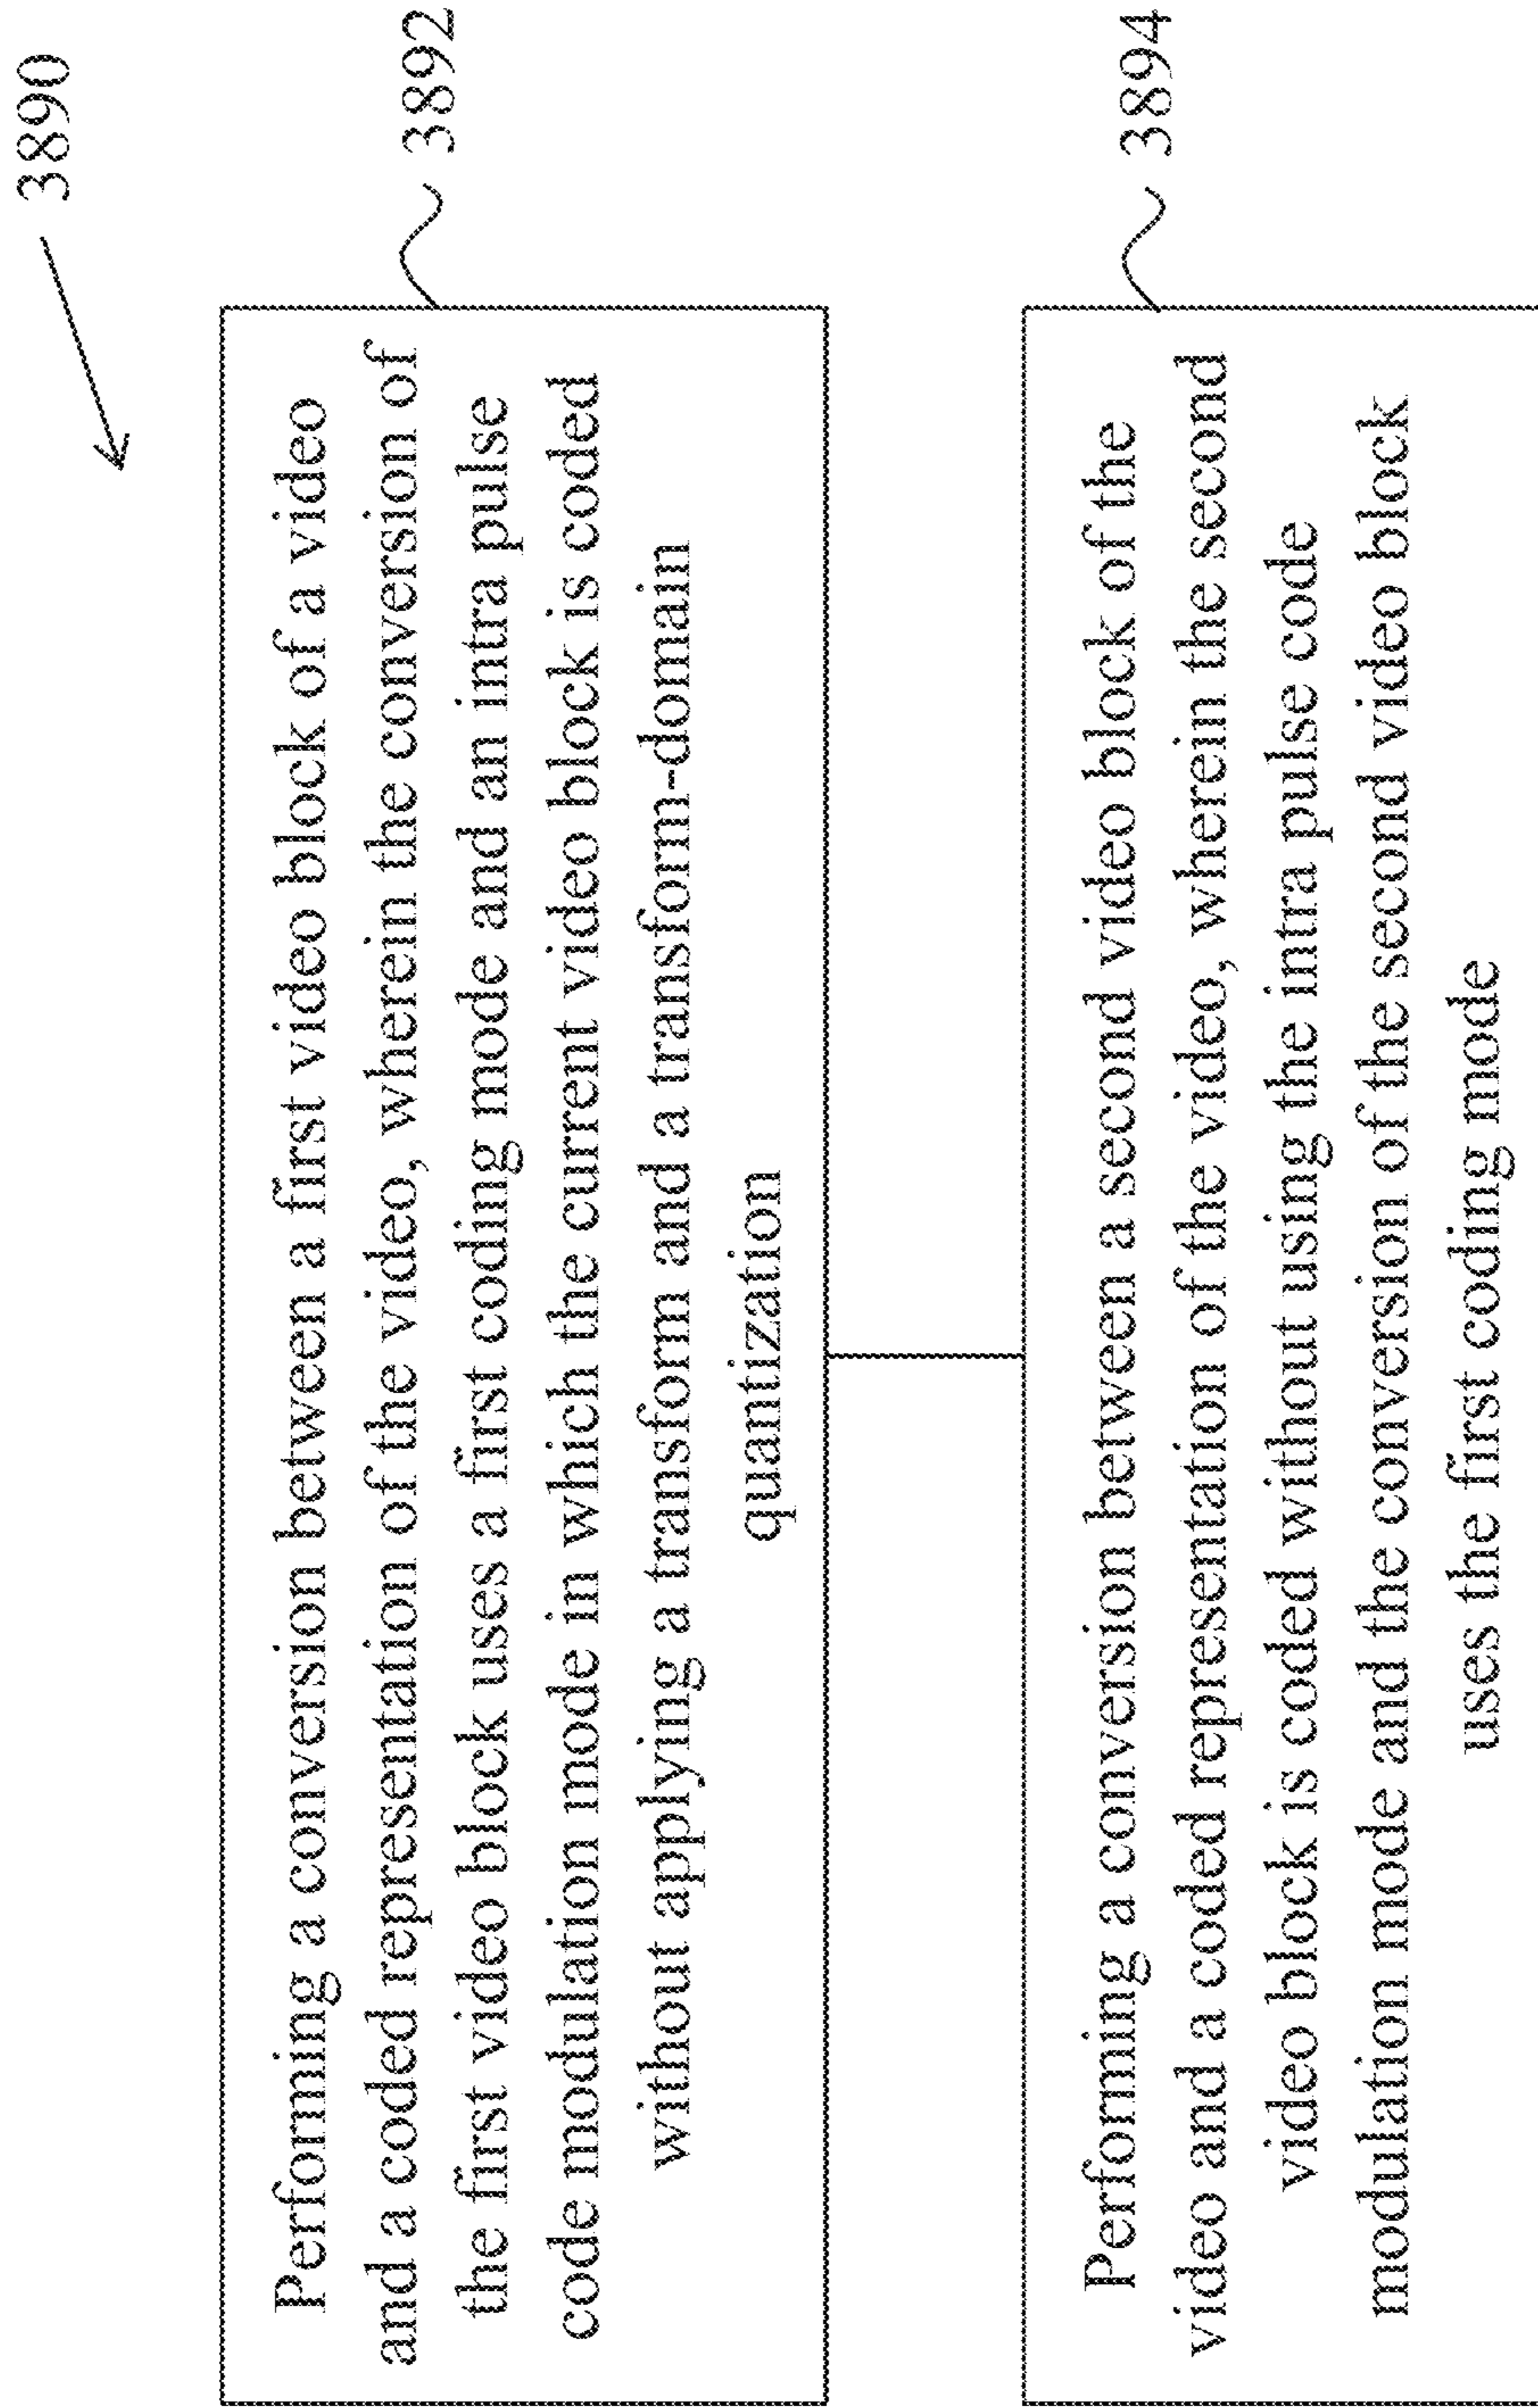 3890
Performing a conversion between a first video block of a video
and a coded representation of the video, wherein the conversion of
the first video block uses a first coding mode and an intra pulse
code modulation mode in which the current video block is coded
without applying a transform and a transform-domain
quantization
3892
Performing a conversion between a second video block of the
video and a coded representation of the video, wherein the second
video block is coded without using the intra pulse code
modulation mode and the conversion of the second video block
uses the first coding mode
3894